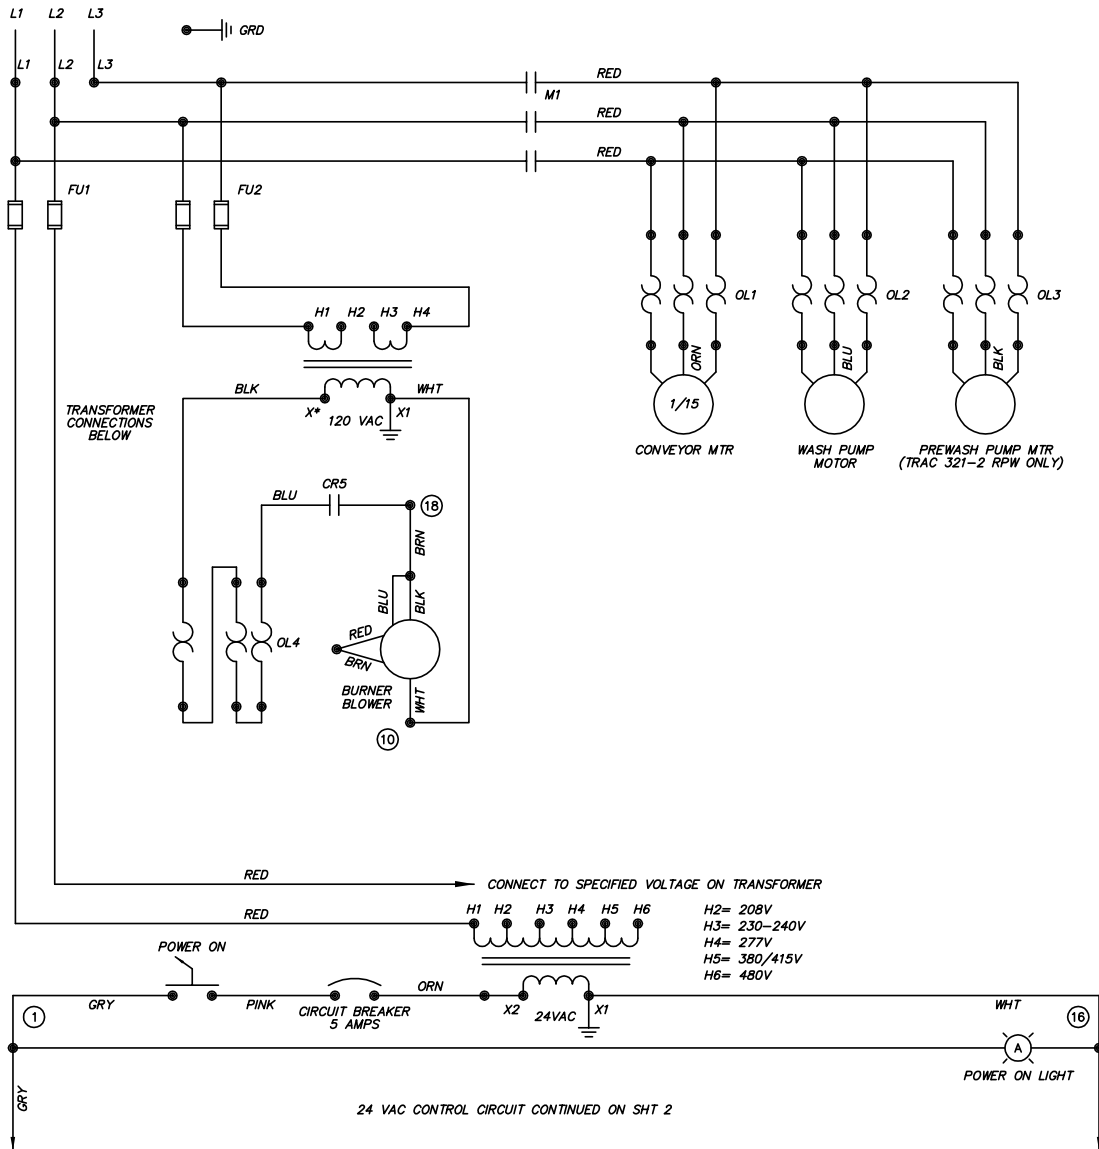 L1 L2 L3
GRD
L1 L2 L3
RED
M1
RED
RED
FU1 FU2
OL1 OL2 OL3
H1 H2 H3 H4
ORN BLU BLK
BLK WHT
X* 120 VAC X1
TRANSFORMER
CONNECTIONS
BELOW
1/15
CONVEYOR MTR
WASH PUMP
MOTOR
PREWASH PUMP MTR
(TRAC 321-2 RPW ONLY)
BLU CR5 18
BRN
BLU BLK
OL4
RED
BRN
BURNER
BLOWER
WHT
10
RED
CONNECT TO SPECIFIED VOLTAGE ON TRANSFORMER
RED
H1 H2 H3 H4 H5 H6
H2= 208V
H3= 230-240V
H4= 277V
H5= 380/415V
H6= 480V
POWER ON
GRY PINK ORN
CIRCUIT BREAKER
5 AMPS
X2 24VAC X1
WHT
1 16
A
POWER ON LIGHT
GRY
24 VAC CONTROL CIRCUIT CONTINUED ON SHT 2